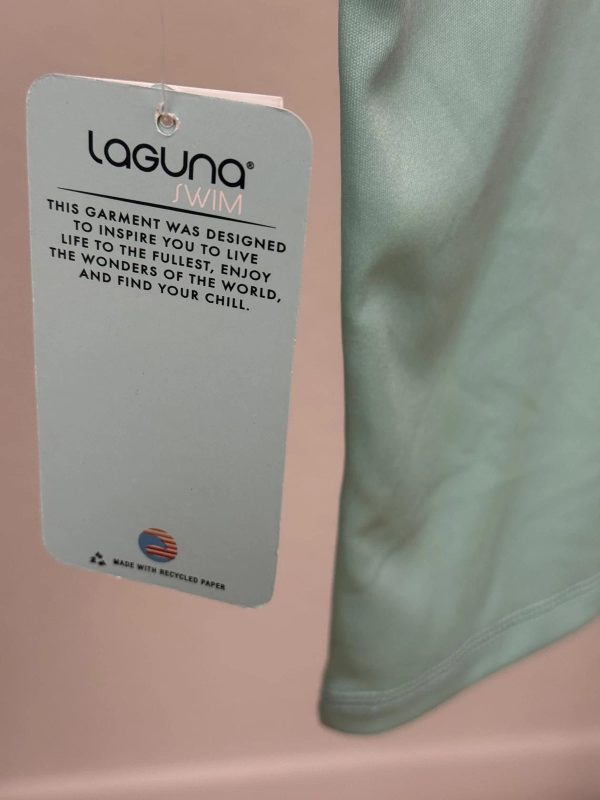 LAGUNA®
SWIM
THIS GARMENT WAS DESIGNED
TO INSPIRE YOU TO LIVE
LIFE TO THE FULLEST, ENJOY
THE WONDERS OF THE WORLD,
AND FIND YOUR CHILL.
MADE WITH RECYCLED PAPER